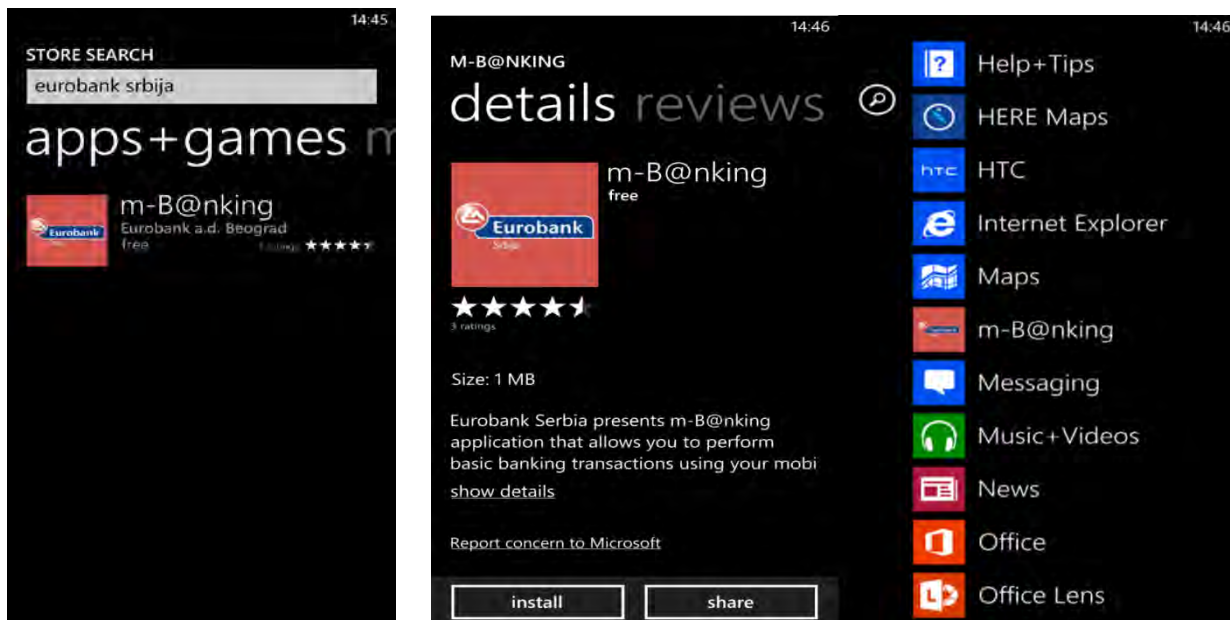 14:45
STORE SEARCH
eurobank srbija
apps+games m
Eurobank
m-B@nking
Eurobank a.d. Beograd
free
ratings
14:46
M-B@NKING
details reviews
Eurobank
Srbija
m-B@nking
free
3 ratings
Size: 1 MB
Eurobank Serbia presents m-B@nking
application that allows you to perform
basic banking transactions using your mobi
show details
Report concern to Microsoft
install share
14:46
Help+Tips
HERE Maps
hTC HTC
Internet Explorer
Maps
m-B@nking
Messaging
Music+Videos
News
Office
Office Lens